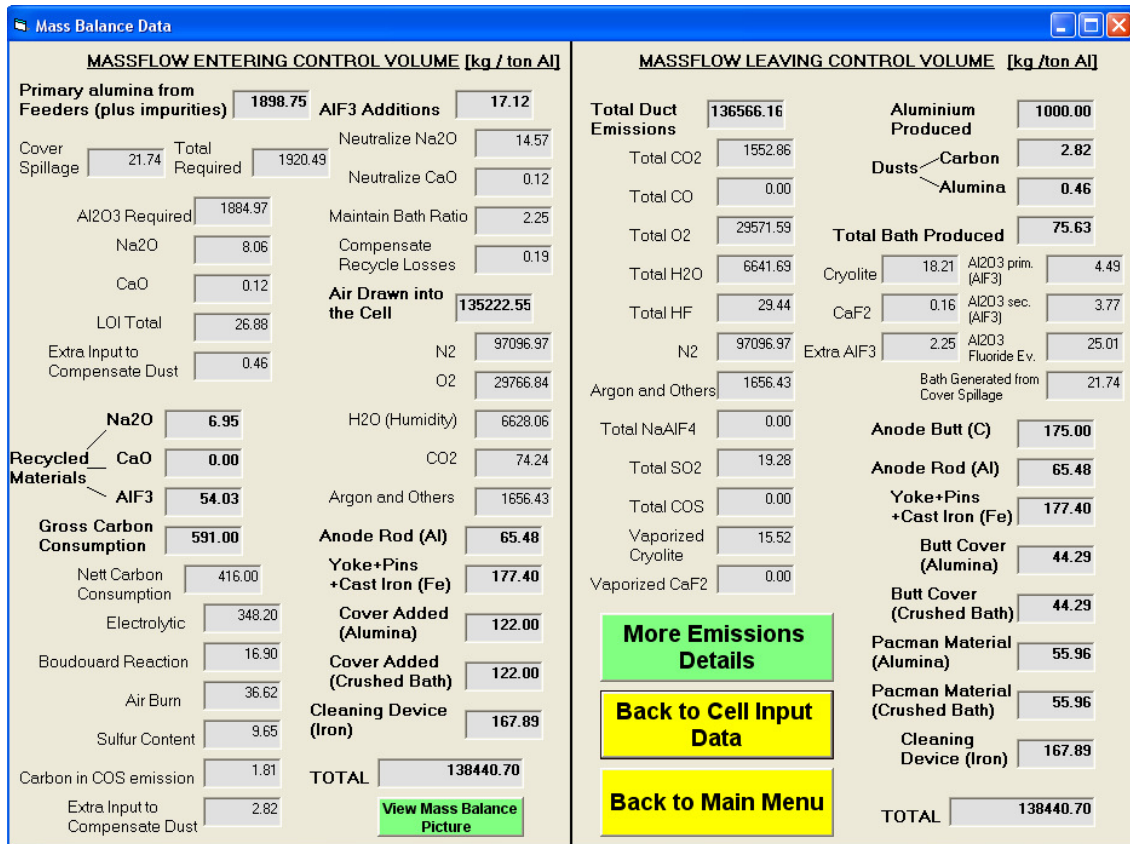 Mass Balance Data
MASSFLOW ENTERING CONTROL VOLUME [kg / ton Al]
Primary alumina from
Feeders (plus impurities) 1898.75
Cover
Spillage 21.74
Total
Required 1920.49
Al2O3 Required 1884.97
Na2O 8.06
CaO 0.12
LOI Total 26.88
Extra Input to
Compensate Dust 0.46
Recycled
Materials
Na2O 6.95
CaO 0.00
AlF3 54.03
Gross Carbon
Consumption 591.00
Nett Carbon
Consumption 416.00
Electrolytic 348.20
Boudouard Reaction 16.90
Air Burn 36.62
Sulfur Content 9.65
Carbon in COS emission 1.81
Extra Input to
Compensate Dust 2.82
AlF3 Additions 17.12
Neutralize Na2O 14.57
Neutralize CaO 0.12
Maintain Bath Ratio 2.25
Compensate
Recycle Losses 0.19
Air Drawn into
the Cell 135222.55
N2 97096.97
O2 29766.84
H2O (Humidity) 6628.06
CO2 74.24
Argon and Others 1656.43
Anode Rod (Al) 65.48
Yoke+Pins
+Cast Iron (Fe) 177.40
Cover Added
(Alumina) 122.00
Cover Added
(Crushed Bath) 122.00
Cleaning Device
(Iron) 167.89
TOTAL 138440.70
View Mass Balance
Picture
MASSFLOW LEAVING CONTROL VOLUME [kg /ton Al]
Total Duct
Emissions 136566.16
Total CO2 1552.86
Total CO 0.00
Total O2 29571.59
Total H2O 6641.69
Total HF 29.44
N2 97096.97
Argon and Others 1656.43
Total NaAlF4 0.00
Total SO2 19.28
Total COS 0.00
Vaporized
Cryolite 15.52
Vaporized CaF2 0.00
More Emissions
Details
Back to Cell Input
Data
Back to Main Menu
Aluminium
Produced 1000.00
Dusts
Carbon 2.82
Alumina 0.46
Total Bath Produced 75.63
Cryolite 18.21
Al2O3 prim.
(AlF3) 4.49
CaF2 0.16
Al2O3 sec.
(AlF3) 3.77
Extra AlF3 2.25
Al2O3
Fluoride Ev. 25.01
Bath Generated from
Cover Spillage 21.74
Anode Butt (C) 175.00
Anode Rod (Al) 65.48
Yoke+Pins
+Cast Iron (Fe) 177.40
Butt Cover
(Alumina) 44.29
Butt Cover
(Crushed Bath) 44.29
Pacman Material
(Alumina) 55.96
Pacman Material
(Crushed Bath) 55.96
Cleaning
Device (Iron) 167.89
TOTAL 138440.70